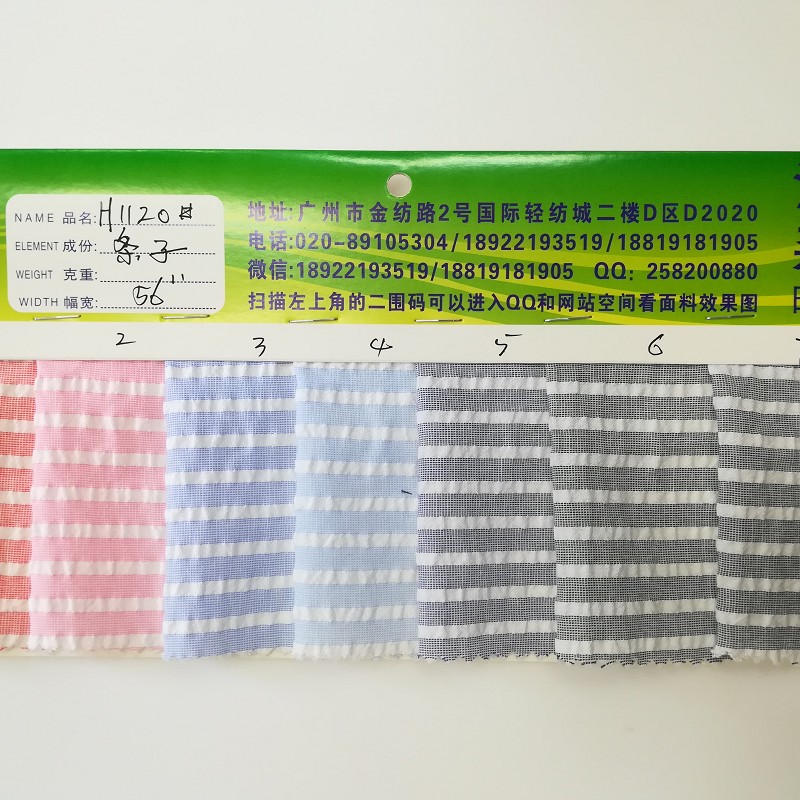 NAME 品名: H1120#
ELEMENT 成份: 条子
WEIGHT 克重:
WIDTH 幅宽: 56"
地址:广州市金纺路2号国际轻纺城二楼D区D2020
电话:020-89105304/18922193519/18819181905
微信:18922193519/18819181905 QQ: 258200880
扫描左上角的二围码可以进入QQ和网站空间看面料效果图
2 3 4 5 6